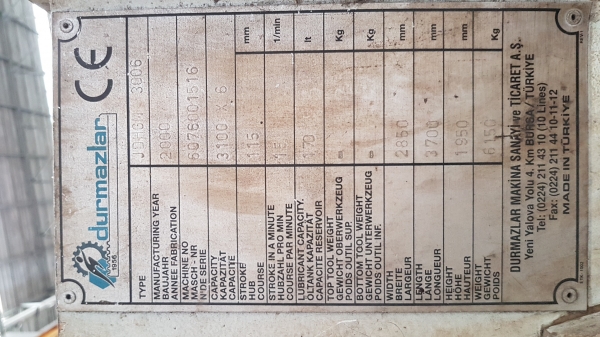 durmazlar
1956
CE
TYPE
3006
MANUFACTURING YEAR
BAUJAHR
ANNEE FABRICATION
2000
MACHINE NO
MASCH - NR
N°DE SERIE
6076001516
CAPACITY
KAPAZITÄT
CAPACITIE
3100 X 6
STROKE
HUB
COURSE
115
mm
STROKE IN A MINUTE
HUBZAHL PRO MIN
COURSE PAR MINUTE
1/min
LUBRICANT CAPACITY.
ÖLTANK KAPAZITÄT
CAPACITE RESERVOIR
170
lt
TOP TOOL WEIGHT
GEWICHT OBERWERKZEUG
POIDS OUTIL SUP.
-
Kg
BOTTOM TOOL WEIGHT
GEWICHT UNTERWERKZEUG
POIDS OUTIL INF.
-
Kg
WIDTH
BREITE
LARGEUR
2850
mm
LENGTH
LÄNGE
LONGUEUR
3700
mm
HEIGHT
HÖHE
HAUTEUR
1950
mm
WEIGHT
GEWICHT.
POIDS
6150
Kg
DURMAZLAR MAKİNA SANAYİ ve TİCARET A.Ş.
Yeni Yalova Yolu 4. Km BURSA / TÜRKİYE
Tel: (0224) 211 43 10 (10 Lines)
Fax: (0224) 211 44 10-11-12
MADE IN TÜRKİYE